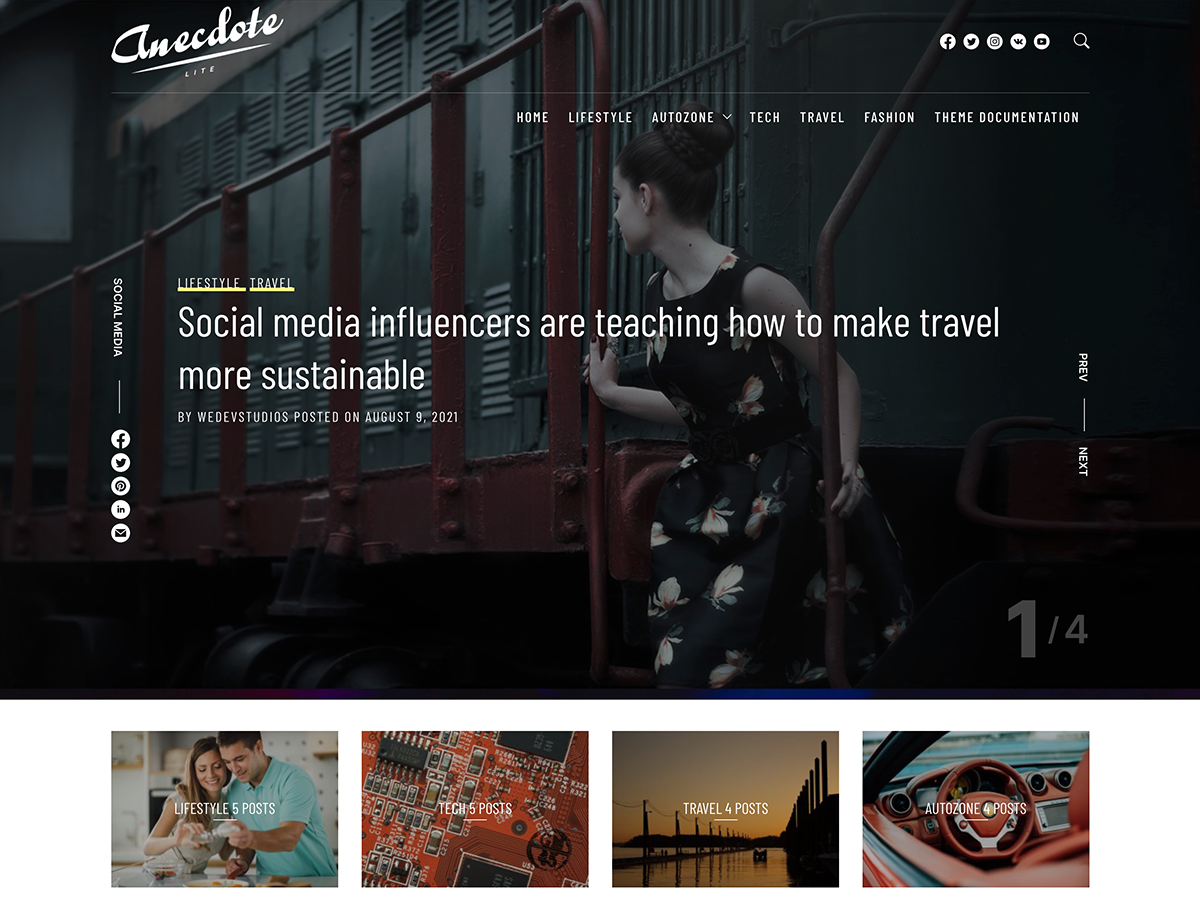 Anecdote
LITE
HOME LIFESTYLE AUTOZONE TECH TRAVEL FASHION THEME DOCUMENTATION
SOCIAL MEDIA
LIFESTYLE TRAVEL
Social media influencers are teaching how to make travel
more sustainable
BY WEDEVSTUDIOS POSTED ON AUGUST 9, 2021
PREV
NEXT
1 / 4
LIFESTYLE 5 POSTS
TECH 5 POSTS
TRAVEL 4 POSTS
AUTOZONE 4 POSTS